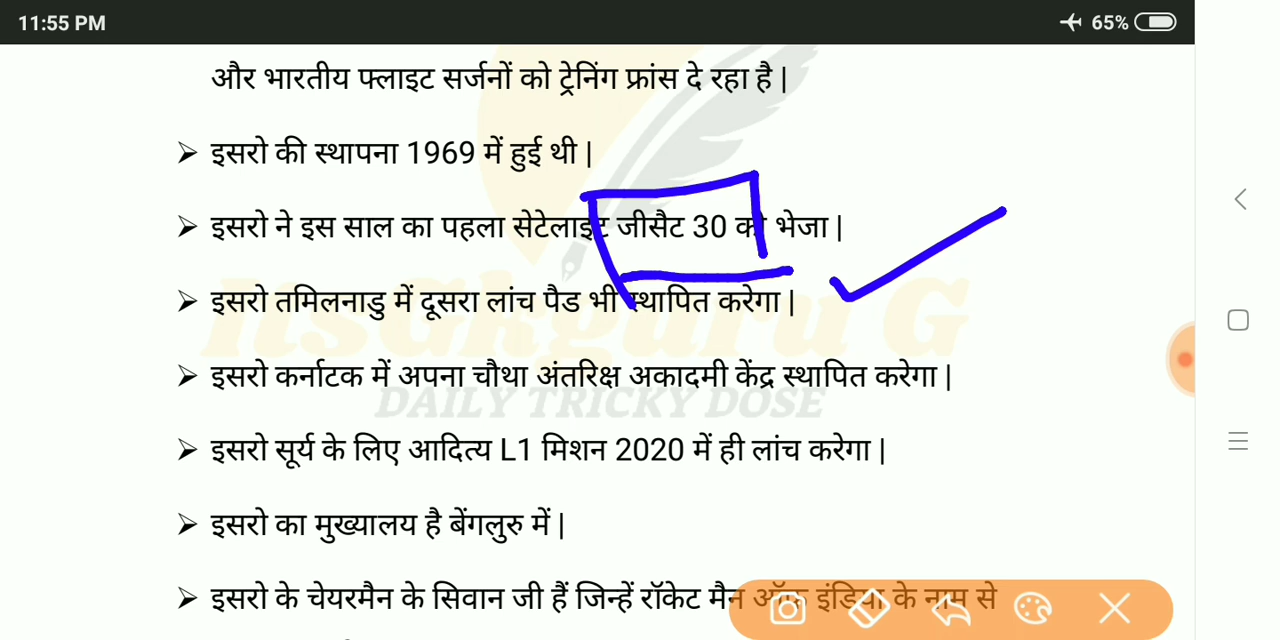 11:55 PM 65%
और भारतीय फ्लाइट सर्जनों को ट्रेनिंग फ्रांस दे रहा है |
➢ इसरो की स्थापना 1969 में हुई थी |
➢ इसरो ने इस साल का पहला सेटेलाइट जीसैट 30 को भेजा |
➢ इसरो तमिलनाडु में दूसरा लांच पैड भी स्थापित करेगा |
ItsGkguru G
➢ इसरो कर्नाटक में अपना चौथा अंतरिक्ष अकादमी केंद्र स्थापित करेगा |
DAILY TRICKY DOSE
➢ इसरो सूर्य के लिए आदित्य L1 मिशन 2020 में ही लांच करेगा |
➢ इसरो का मुख्यालय है बेंगलुरु में |
➢ इसरो के चेयरमैन के सिवान जी हैं जिन्हें रॉकेट मैन ऑफ इंडिया के नाम से